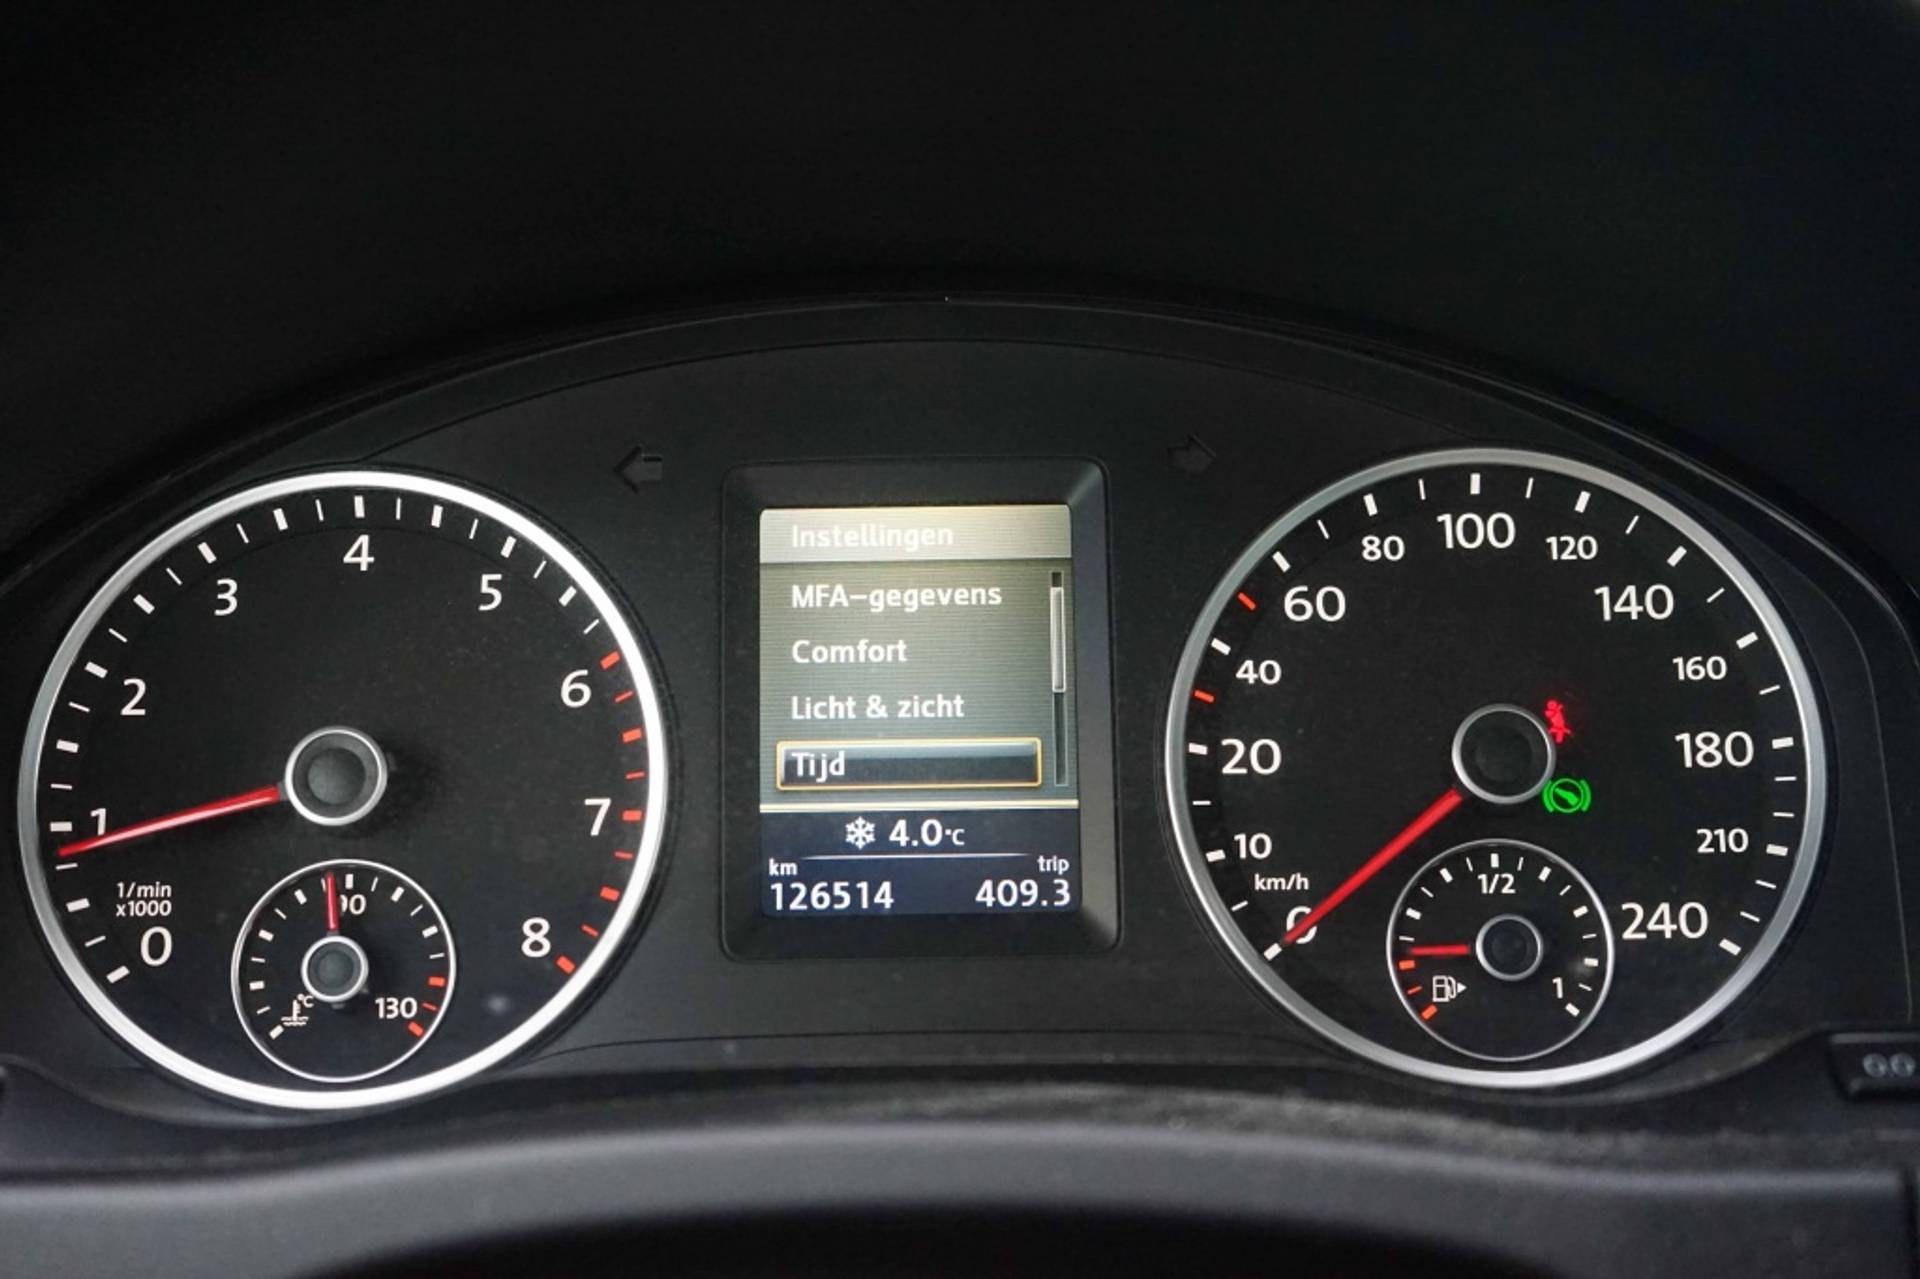 0
1
2
3
4
5
6
7
8
1/min
x1000
90
130
°C
Instellingen
MFA-gegevens
Comfort
Licht & zicht
Tijd
4.0°C
km trip
126514 409.3
0
10
20
40
60
80
100
120
140
160
180
210
240
km/h
1/2
1